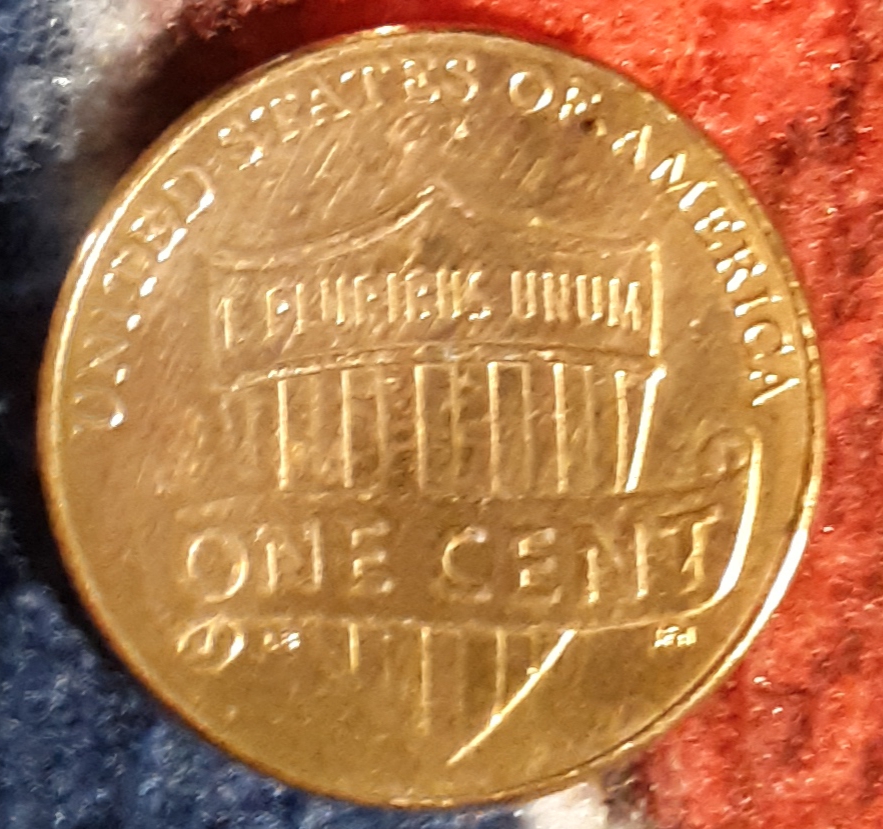 UNITED STATES OF AMERICA
E PLURIBUS UNUM
ONE CENT